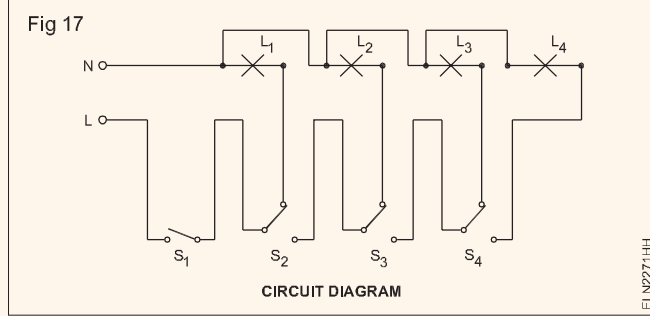 Fig 17
L1 L2 L3 L4
N
L
S1 S2 S3 S4
CIRCUIT DIAGRAM
ELN2271HH